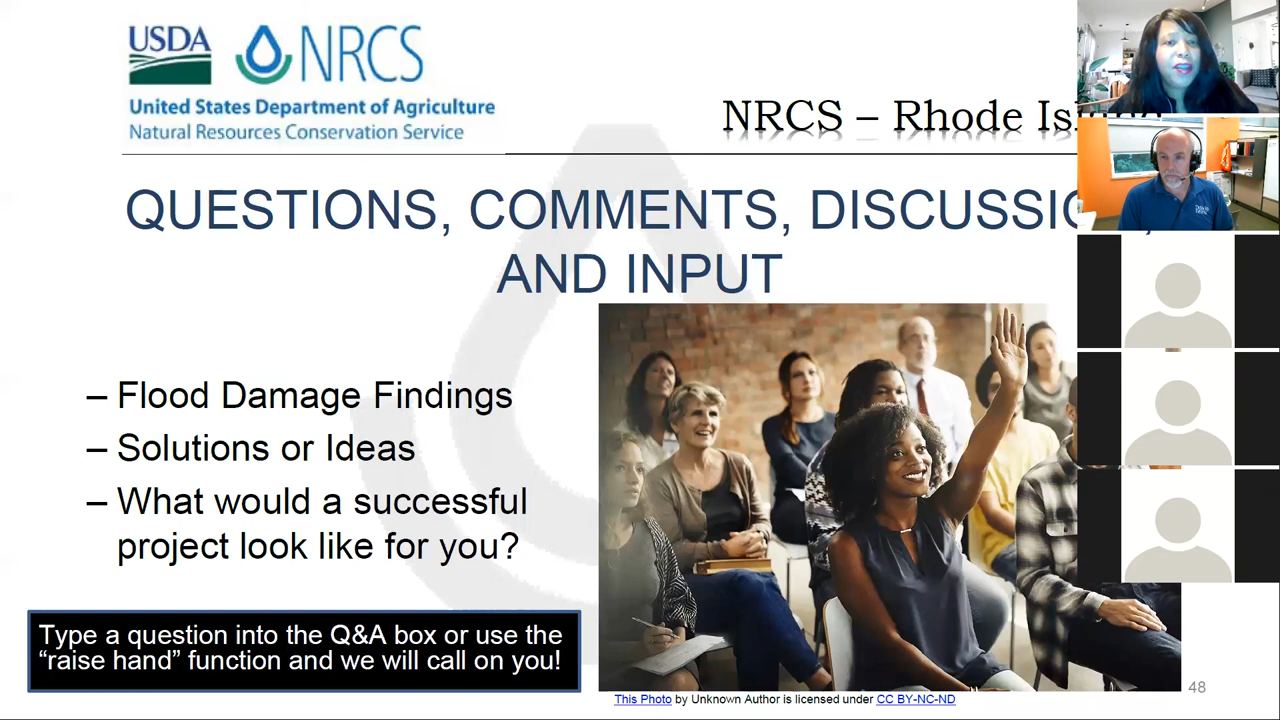 USDA NRCS
United States Department of Agriculture
Natural Resources Conservation Service
NRCS – Rhode Island
QUESTIONS, COMMENTS, DISCUSSIO
AND INPUT
– Flood Damage Findings
– Solutions or Ideas
– What would a successful
project look like for you?
Type a question into the Q&A box or use the
“raise hand” function and we will call on you!
This Photo by Unknown Author is licensed under CC BY-NC-ND
48